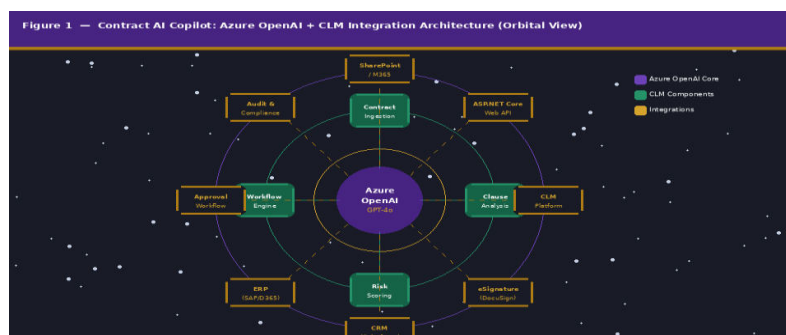 Figure 1 — Contract AI Copilot: Azure OpenAI + CLM Integration Architecture (Orbital View)
SharePoint
/ M365
Azure OpenAI Core
CLM Components
Integrations
Audit &
Compliance
Contract
Ingestion
ASP.NET Core
Web API
Approval
Workflow
Workflow
Engine
Azure
OpenAI
GPT-4o
Clause
Analysis
CLM
Platform
ERP
(SAP/D365)
Risk
Scoring
eSignature
(DocuSign)
CRM